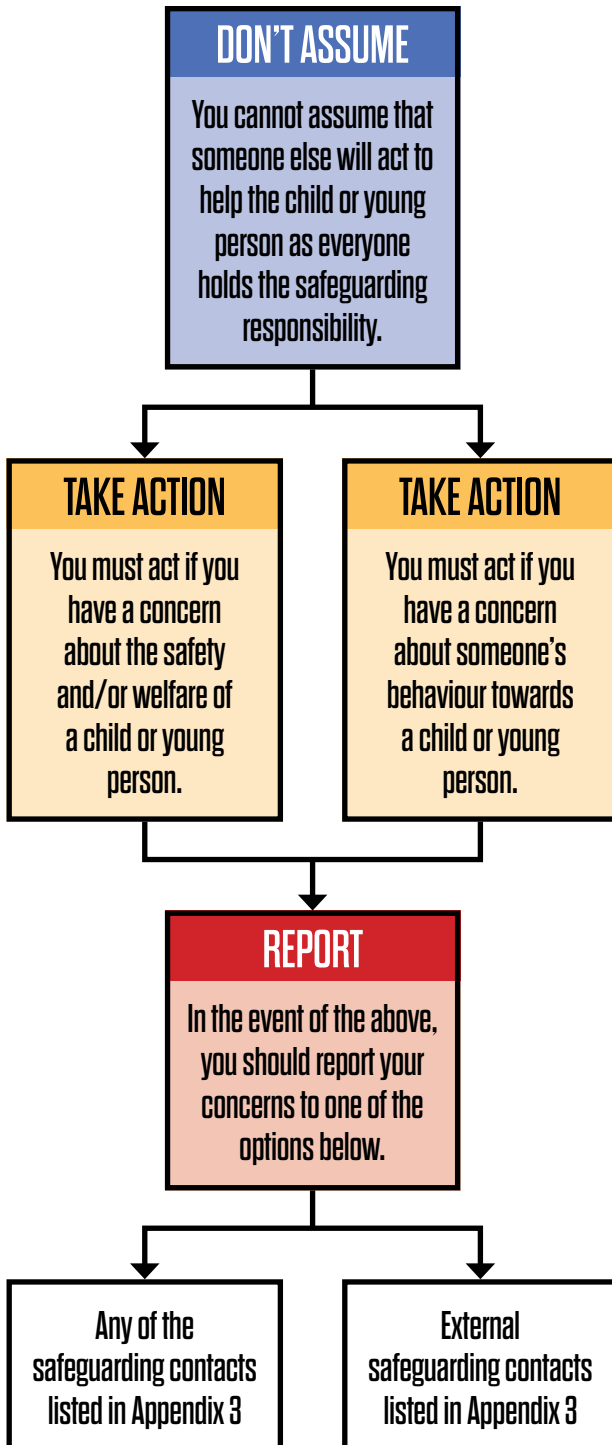 DON'T ASSUME
You cannot assume that
someone else will act to
help the child or young
person as everyone
holds the safeguarding
responsibility.
TAKE ACTION
You must act if you
have a concern
about the safety
and/or welfare of
a child or young
person.
TAKE ACTION
You must act if you
have a concern
about someone's
behaviour towards
a child or young
person.
REPORT
In the event of the above,
you should report your
concerns to one of the
options below.
Any of the
safeguarding contacts
listed in Appendix 3
External
safeguarding contacts
listed in Appendix 3